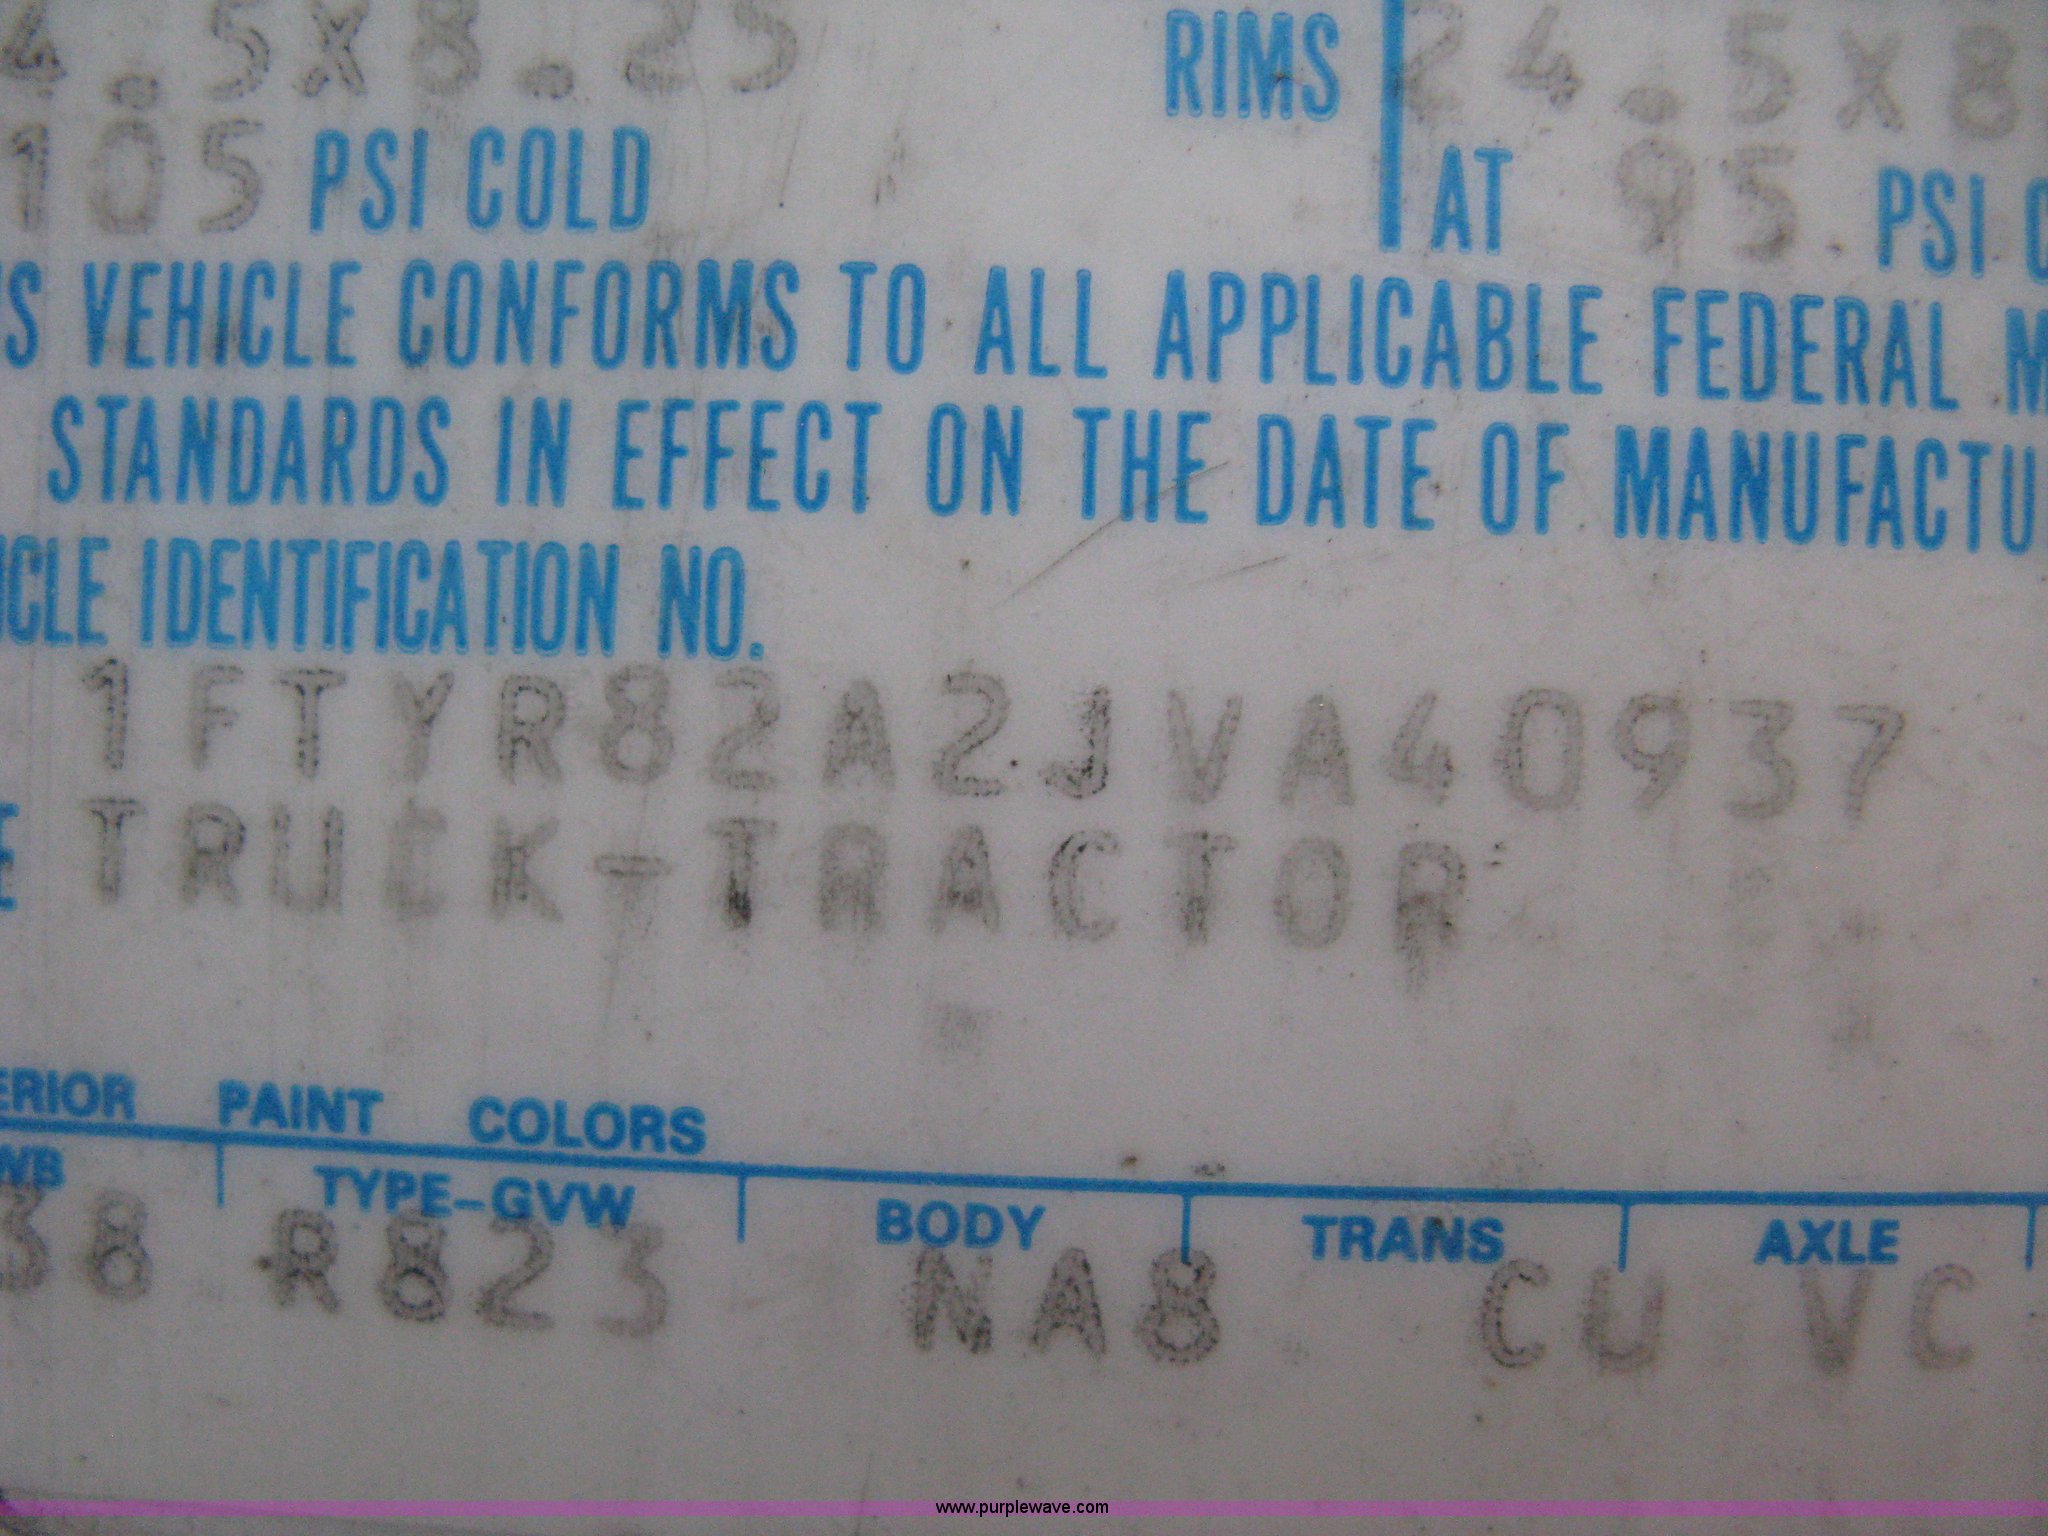 4.5x8.25 RIMS 24.5x8
105 PSI COLD AT 95 PSI C
S VEHICLE CONFORMS TO ALL APPLICABLE FEDERAL M
STANDARDS IN EFFECT ON THE DATE OF MANUFACTU
ICLE IDENTIFICATION NO.
1FTYR82A2JVA40937
E TRUCK-TRACTOR
ERIOR PAINT COLORS
WB TYPE-GVW BODY TRANS AXLE
38 R823 NA8 CU VC
www.purplewave.com